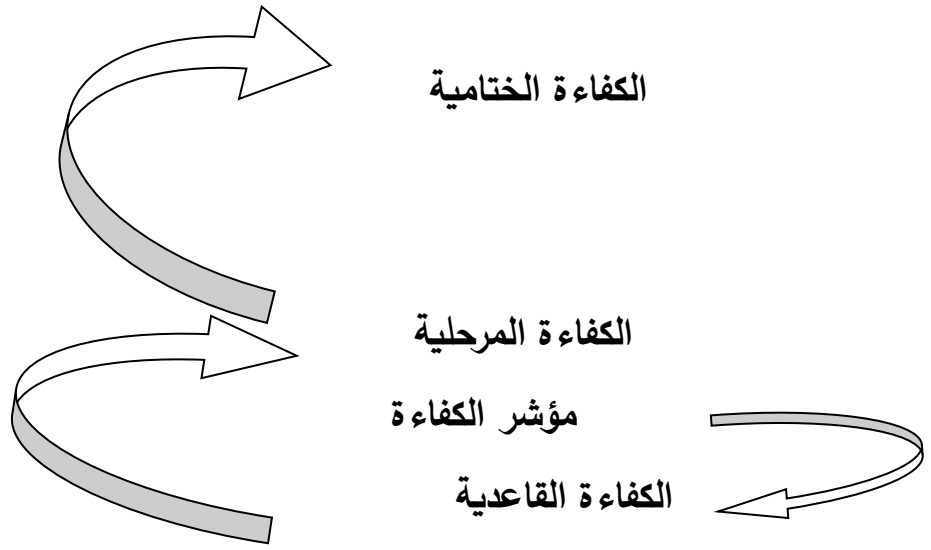 الكفاءة الختامية
الكفاءة المرحلية
مؤشر الكفاءة
الكفاءة القاعدية